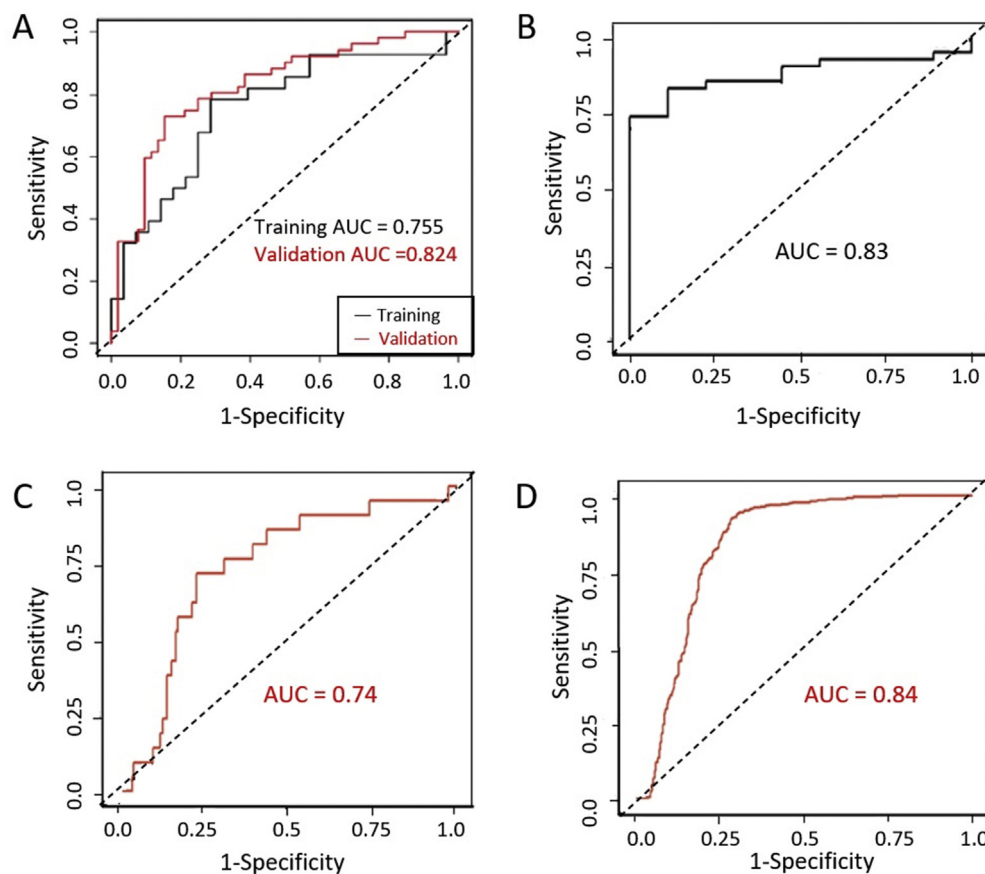 A
Sensitivity
1.0
0.8
0.6
0.4
0.2
0.0
Training AUC = 0.755
Validation AUC =0.824
— Training
— Validation
0.0 0.2 0.4 0.6 0.8 1.0
1-Specificity
B
Sensitivity
1.0
0.75
0.5
0.25
0.0
AUC = 0.83
0.0 0.25 0.75 1.0
1-Specificity
C
Sensitivity
1.0
0.75
0.5
0.25
0.0
AUC = 0.74
0.0 0.25 0.5 0.75 1.0
1-Specificity
D
Sensitivity
1.0
0.75
0.5
0.25
0.0
AUC = 0.84
0.0 0.25 0.5 0.75 1.0
1-Specificity